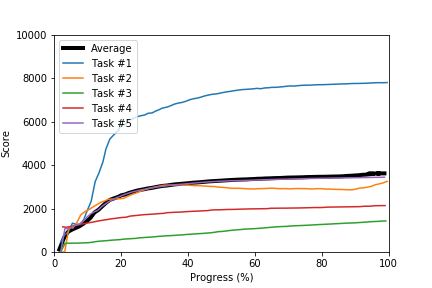 10000
8000
6000
4000
2000
0
Score
Average
Task #1
Task #2
Task #3
Task #4
Task #5
0 20 40 60 80 100
Progress (%)